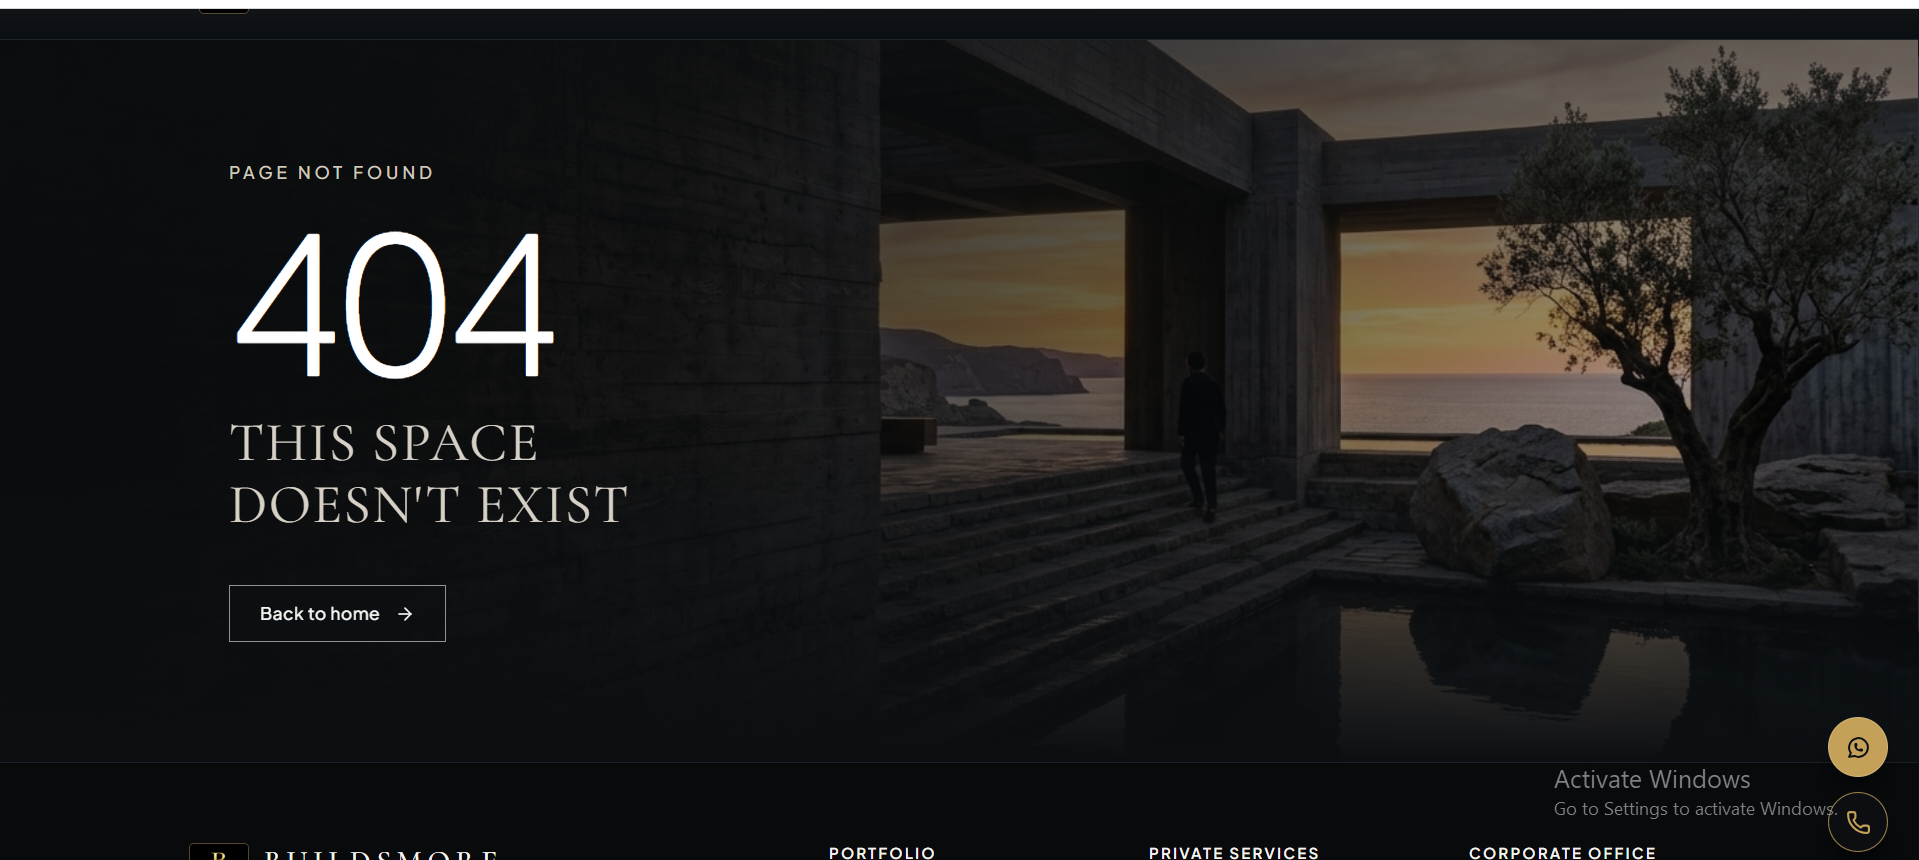 PAGE NOT FOUND
404
THIS SPACE
DOESN'T EXIST
Back to home
Activate Windows
Go to Settings to activate Windows.
BUILDSMORE
PORTFOLIO
PRIVATE SERVICES
CORPORATE OFFICE